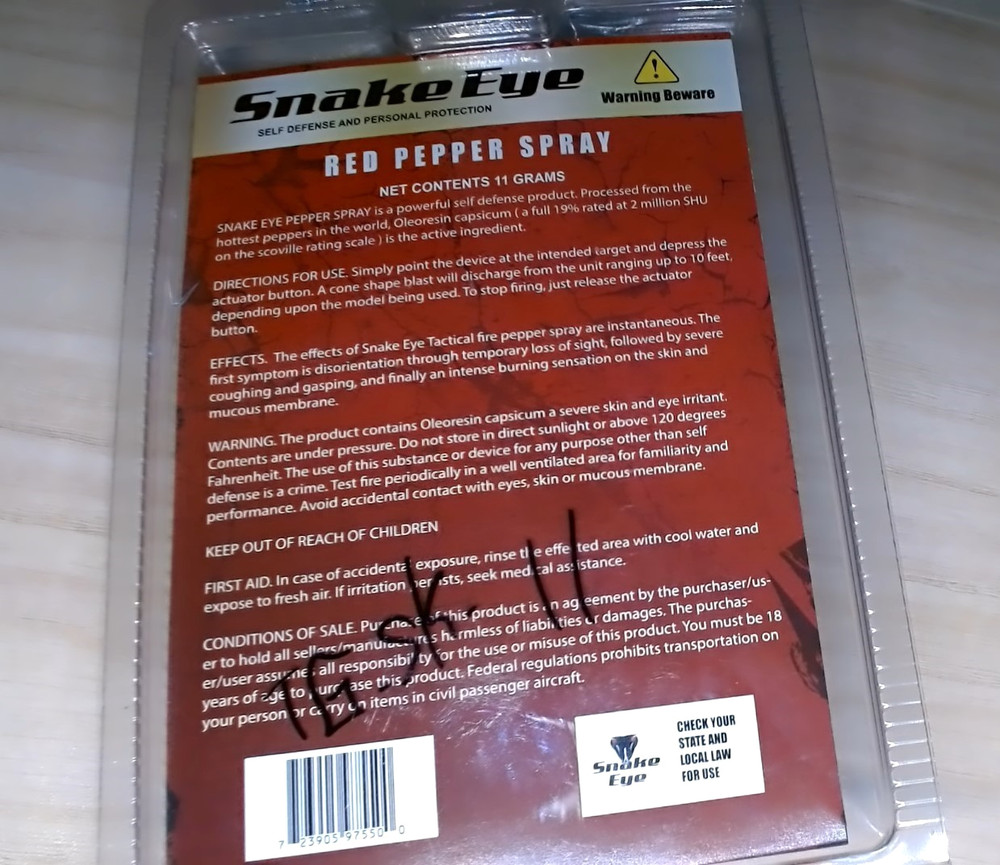 Snake Eye
SELF DEFENSE AND PERSONAL PROTECTION
Warning Beware
RED PEPPER SPRAY
NET CONTENTS 11 GRAMS
SNAKE EYE PEPPER SPRAY is a powerful self defense product. Processed from the
hottest peppers in the world, Oleoresin capsicum ( a full 19% rated at 2 million SHU
on the scoville rating scale ) is the active ingredient.
DIRECTIONS FOR USE. Simply point the device at the intended target and depress the
actuator button. A cone shape blast will discharge from the unit ranging up to 10 feet,
depending upon the model being used. To stop firing, just release the actuator
button.
EFFECTS. The effects of Snake Eye Tactical fire pepper spray are instantaneous. The
first symptom is disorientation through temporary loss of sight, followed by severe
coughing and gasping, and finally an intense burning sensation on the skin and
mucous membrane.
WARNING. The product contains Oleoresin capsicum a severe skin and eye irritant.
Contents are under pressure. Do not store in direct sunlight or above 120 degrees
Fahrenheit. The use of this substance or device for any purpose other than self
defense is a crime. Test fire periodically in a well ventilated area for familiarity and
performance. Avoid accidental contact with eyes, skin or mucous membrane.
KEEP OUT OF REACH OF CHILDREN
FIRST AID. In case of accidental exposure, rinse the effected area with cool water and
expose to fresh air. If irritation persists, seek medical assistance.
CONDITIONS OF SALE. Purchase of this product is an agreement by the purchaser/us-
er to hold all sellers/manufactures harmless of liabilities or damages. The purchas-
er/user assumes all responsibility for the use or misuse of this product. You must be 18
years of age to purchase this product. Federal regulations prohibits transportation on
your person or carry on items in civil passenger aircraft.
7 23905 97550 0
Snake
Eye
CHECK YOUR
STATE AND
LOCAL LAW
FOR USE